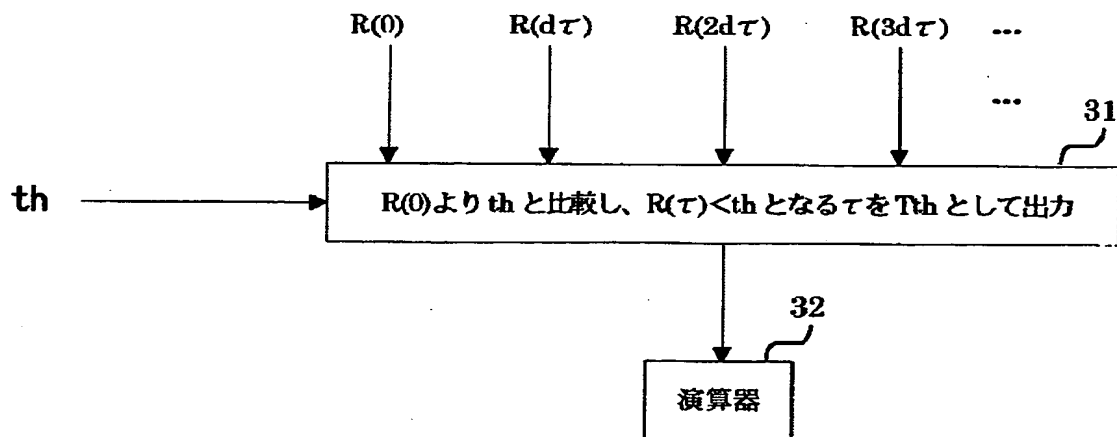 R(0) R(dτ) R(2dτ) R(3dτ) ...
...
31
th
R(0)よりthと比較し、R(τ)<thとなるτをTthとして出力
32
演算器